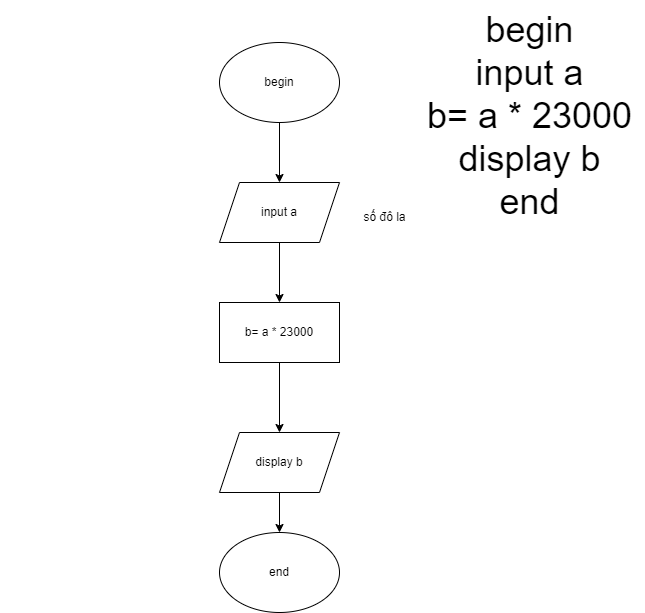 begin
input a
số đô la
b= a * 23000
display b
end
begin
input a
b= a * 23000
display b
end